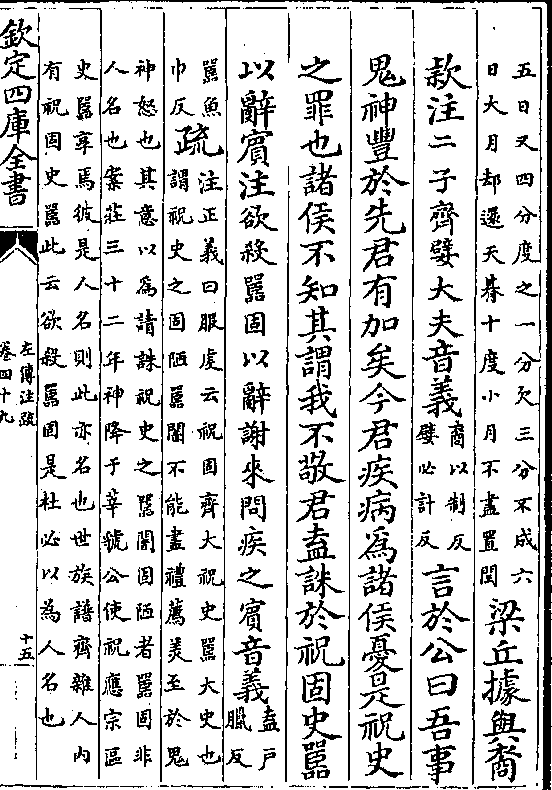 五日又四分度之一分欠三分不成六
日大月却還天暮十度小月不盡置閏
梁丘據與裔
款注二子齊嬖大夫音義
裔以制反
嬖必計反
言於公曰吾事
鬼神豐於先君有加矣今君疾病為諸侯憂是祝史
之罪也諸侯不知其謂我不敬君盍誅於祝固史嚚
以辭賓注欲殺嚚固以辭謝來問疾之賓音義
盍戶
臘反
嚚魚
巾反
疏
注正義曰服虔云祝固齊大祝史嚚大史也
謂祝史之固陋嚚闇不能盡禮薦美至於鬼
神怒也其意以為請誅祝史之嚚闇固陋者嚚固非
人名也案莊三十二年神降于莘虢公使祝應宗區
史嚚享焉彼是人名則此亦名也世族譜齊雜人内
有祝固史嚚此云欲殺嚚固是杜必以為人名也
欽定四庫全書
左傳注疏
卷四十九
十五